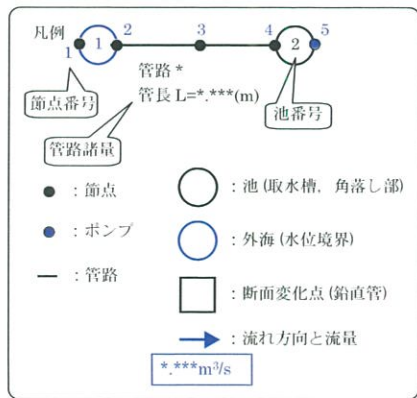 凡例
1 1 2 3 4 2 5
管路 *
管長 L=*.***(m)
節点番号
池番号
管路諸量
: 節点
: 池 (取水槽, 角落し部)
: ポンプ
: 外海 (水位境界)
: 管路
: 断面変化点 (鉛直管)
: 流れ方向と流量
*.***m³/s